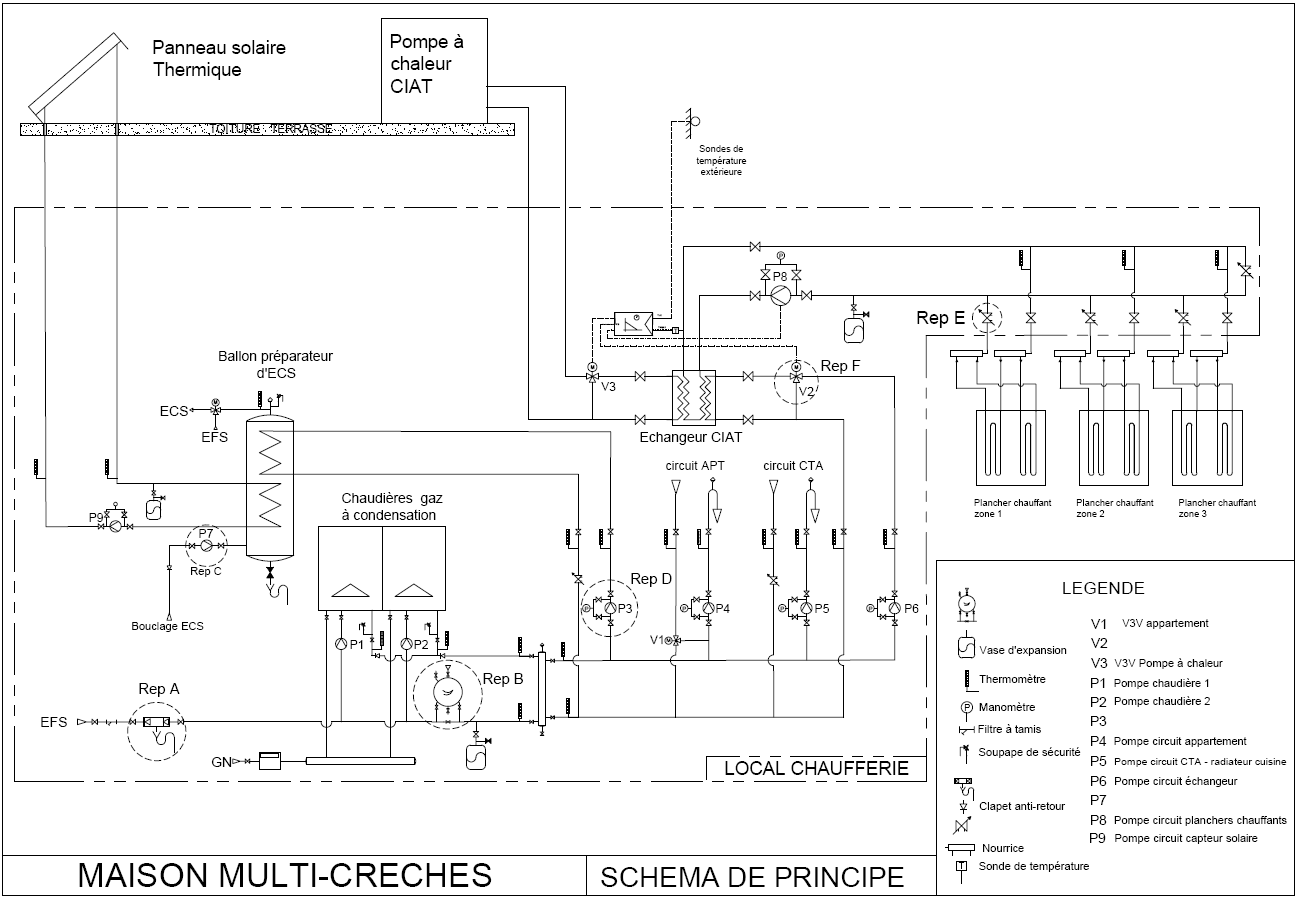 Panneau solaire
Thermique
Pompe à
chaleur
CIAT
TOITURE TERRASSE
Sondes de
température
extérieure
P
P8
Rep E
T
M
V3
M
V2
Rep F
Echangeur CIAT
Ballon préparateur
d'ECS
ECS
M
EFS
P9
P7
Rep C
Bouclage ECS
Chaudières gaz
à condensation
circuit APT
circuit CTA
Plancher chauffant
zone 1
Plancher chauffant
zone 2
Plancher chauffant
zone 3
Rep D
P
P3
P
P4
P
P5
P
P6
V1
M
P1
P2
Rep A
Rep B
EFS
GN
LOCAL CHAUFFERIE
LEGENDE
Vase d'expansion
Thermomètre
P
Manomètre
Filtre à tamis
Soupape de sécurité
Clapet anti-retour
Nourrice
T
Sonde de température
V1 V3V appartement
V2
V3 V3V Pompe à chaleur
P1 Pompe chaudière 1
P2 Pompe chaudière 2
P3
P4 Pompe circuit appartement
P5 Pompe circuit CTA - radiateur cuisine
P6 Pompe circuit échangeur
P7
P8 Pompe circuit planchers chauffants
P9 Pompe circuit capteur solaire
MAISON MULTI-CRECHES
SCHEMA DE PRINCIPE